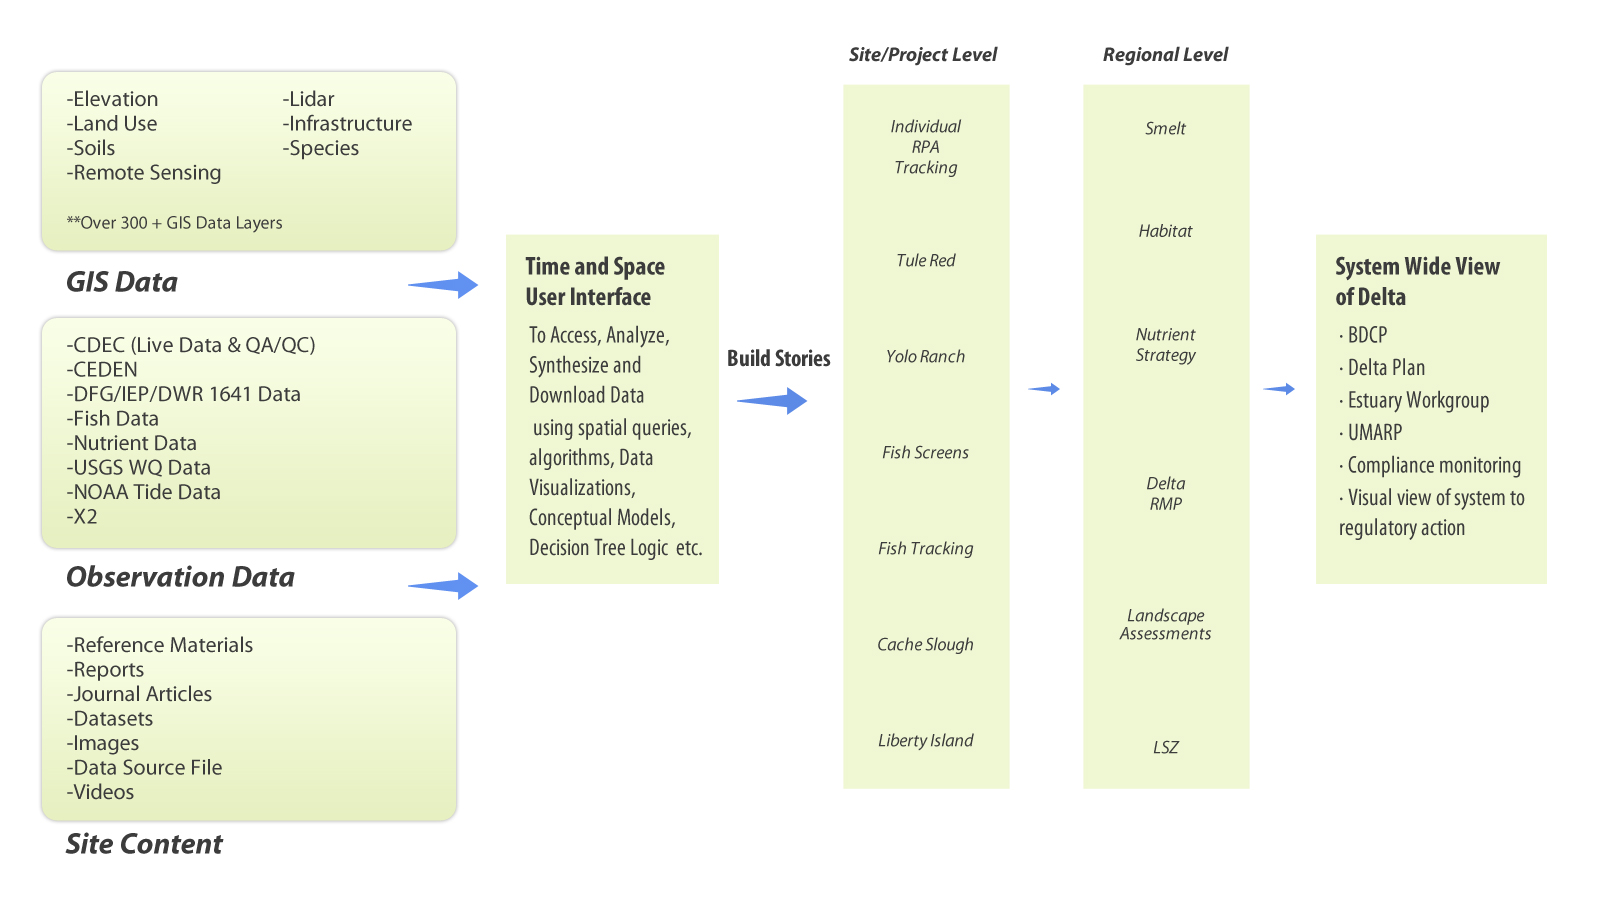 -Elevation
-Land Use
-Soils
-Remote Sensing
-Lidar
-Infrastructure
-Species
**Over 300 + GIS Data Layers
GIS Data
-CDEC (Live Data & QA/QC)
-CEDEN
-DFG/IEP/DWR 1641 Data
-Fish Data
-Nutrient Data
-USGS WQ Data
-NOAA Tide Data
-X2
Observation Data
-Reference Materials
-Reports
-Journal Articles
-Datasets
-Images
-Data Source File
-Videos
Site Content
Time and Space
User Interface
To Access, Analyze,
Synthesize and
Download Data
using spatial queries,
algorithms, Data
Visualizations,
Conceptual Models,
Decision Tree Logic etc.
Build Stories
Site/Project Level
Individual
RPA
Tracking
Tule Red
Yolo Ranch
Fish Screens
Fish Tracking
Cache Slough
Liberty Island
Regional Level
Smelt
Habitat
Nutrient
Strategy
Delta
RMP
Landscape
Assessments
LSZ
System Wide View
of Delta
· BDCP
· Delta Plan
· Estuary Workgroup
· UMARP
· Compliance monitoring
· Visual view of system to
regulatory action